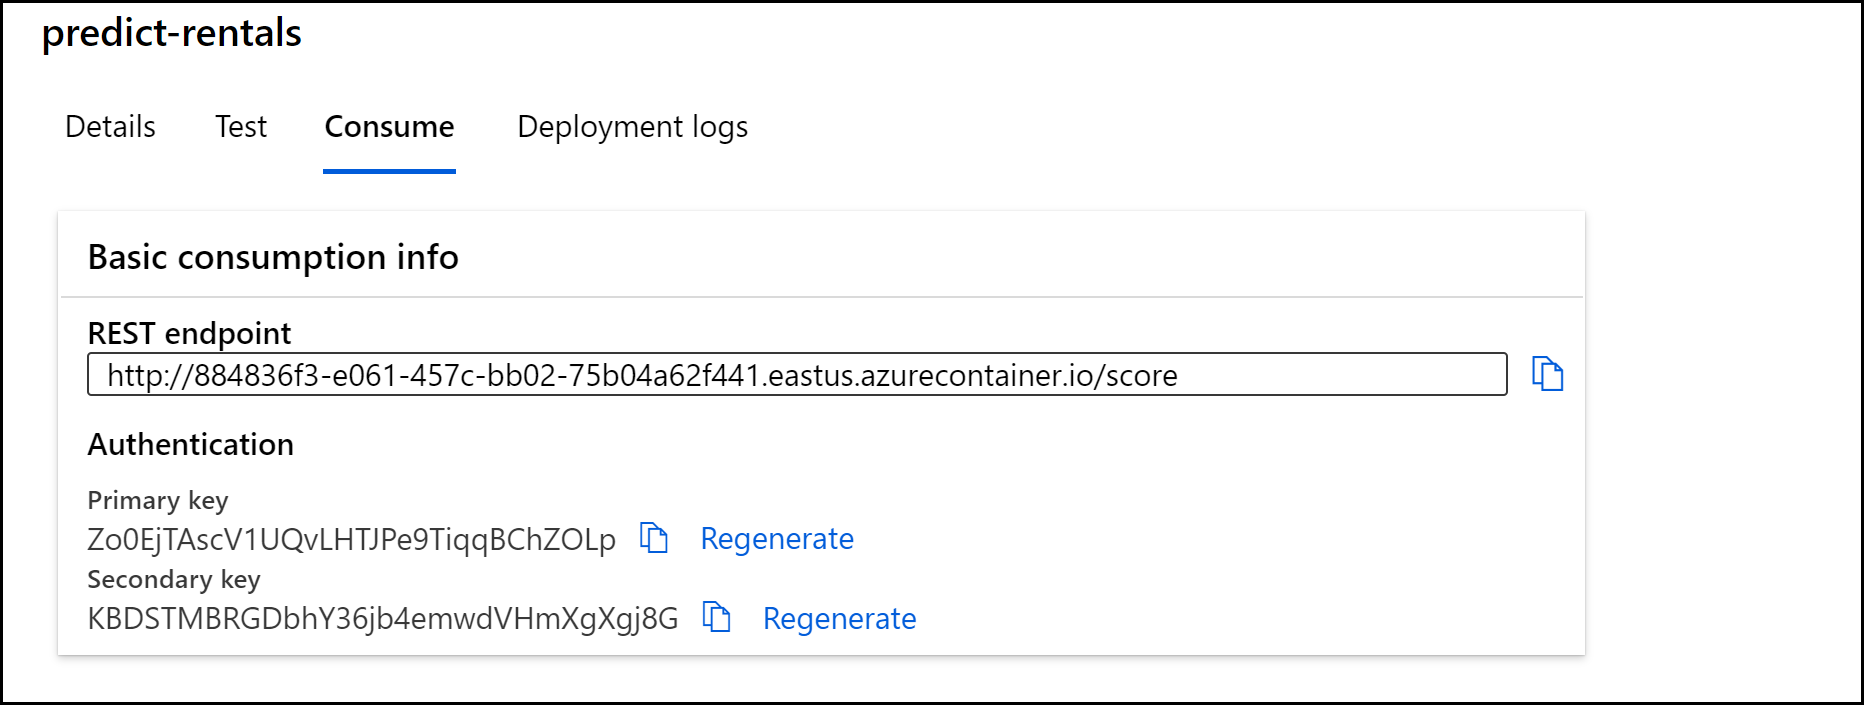 predict-rentals
Details Test Consume Deployment logs
Basic consumption info
REST endpoint
http://884836f3-e061-457c-bb02-75b04a62f441.eastus.azurecontainer.io/score
Authentication
Primary key
Zo0EjTAscV1UQvLHTJPe9TiqqBChZOLp Regenerate
Secondary key
KBDSTMBRGDbhY36jb4emwdVHmXgXgj8G Regenerate